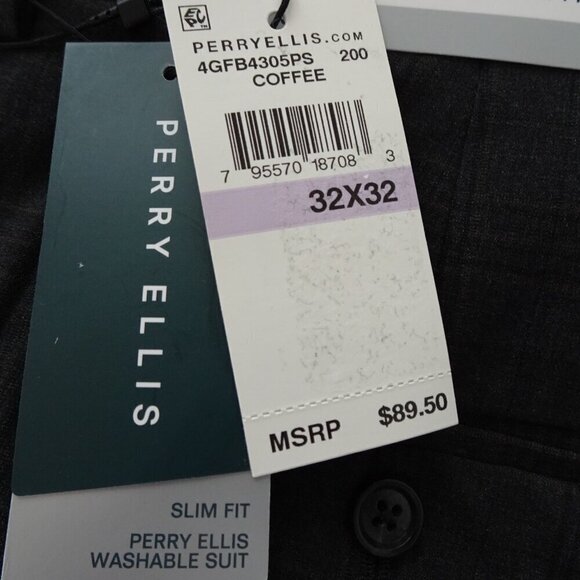 PERRYELLIS.COM
4GFB4305PS 200
COFFEE
7 95570 18708 3
32X32
MSRP $89.50
PERRY ELLIS
SLIM FIT
PERRY ELLIS
WASHABLE SUIT